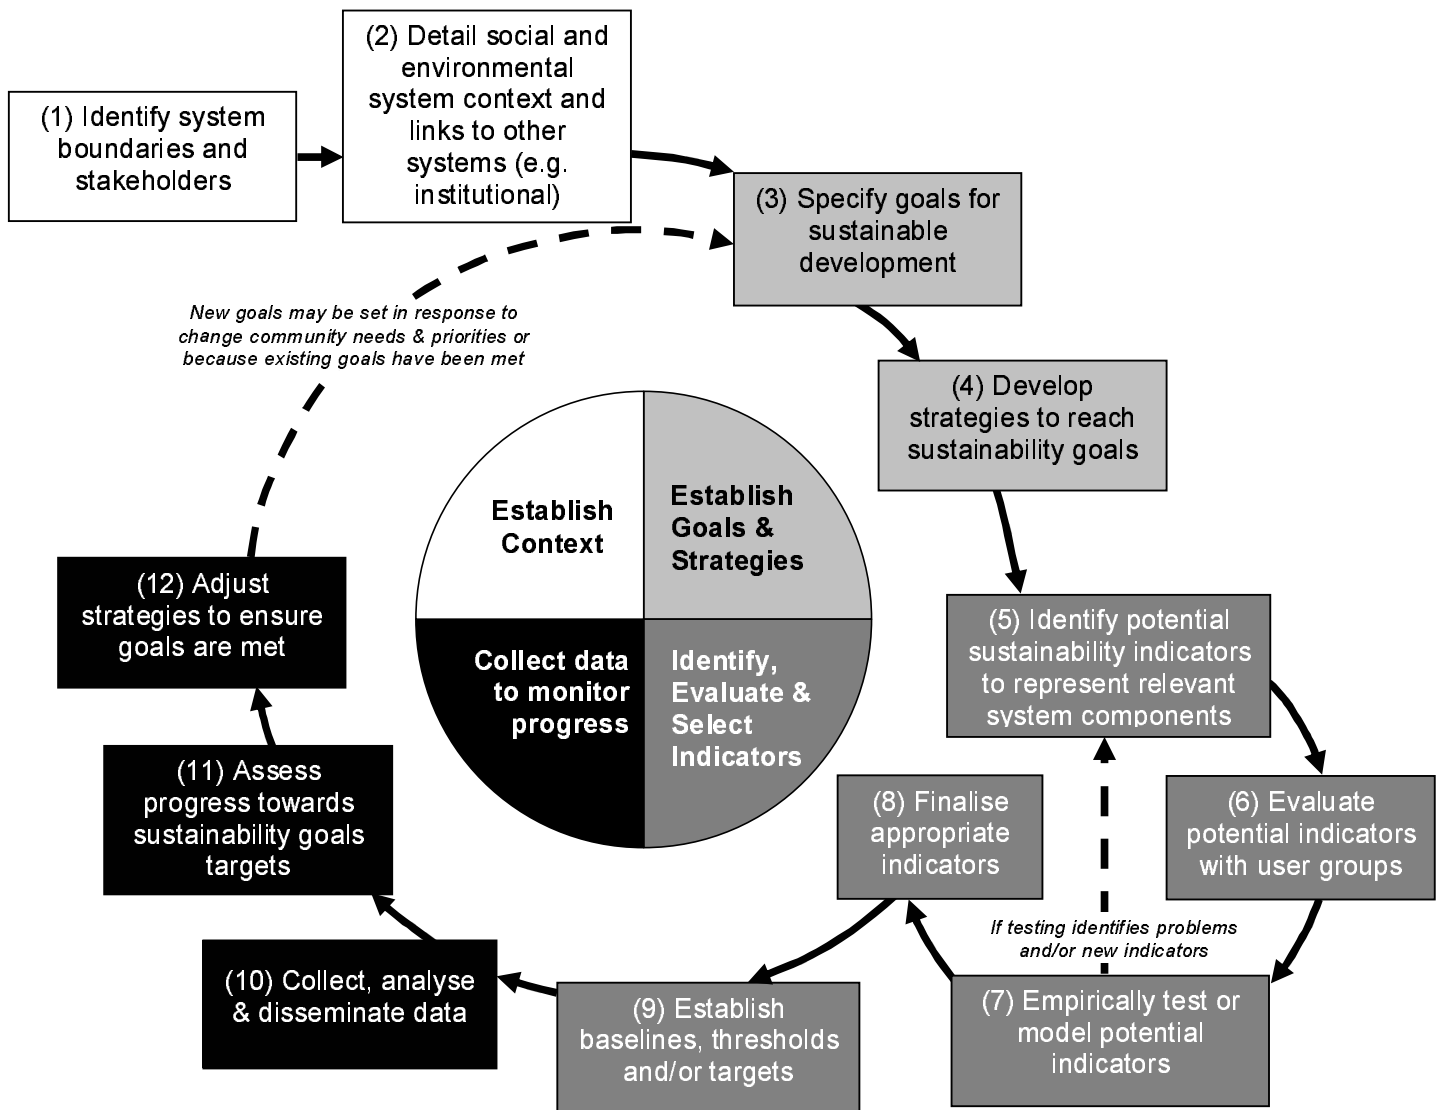 (1) Identify system
boundaries and
stakeholders
(2) Detail social and
environmental
system context and
links to other
systems (e.g.
institutional)
(3) Specify goals for
sustainable
development
New goals may be set in response to
change community needs & priorities or
because existing goals have been met
(4) Develop
strategies to reach
sustainability goals
Establish
Context
Establish
Goals &
Strategies
Collect data
to monitor
progress
Identify,
Evaluate &
Select
Indicators
(5) Identify potential
sustainability indicators
to represent relevant
system components
(6) Evaluate
potential indicators
with user groups
If testing identifies problems
and/or new indicators
(7) Empirically test or
model potential
indicators
(8) Finalise
appropriate
indicators
(9) Establish
baselines, thresholds
and/or targets
(10) Collect, analyse
& disseminate data
(11) Assess
progress towards
sustainability goals
targets
(12) Adjust
strategies to ensure
goals are met